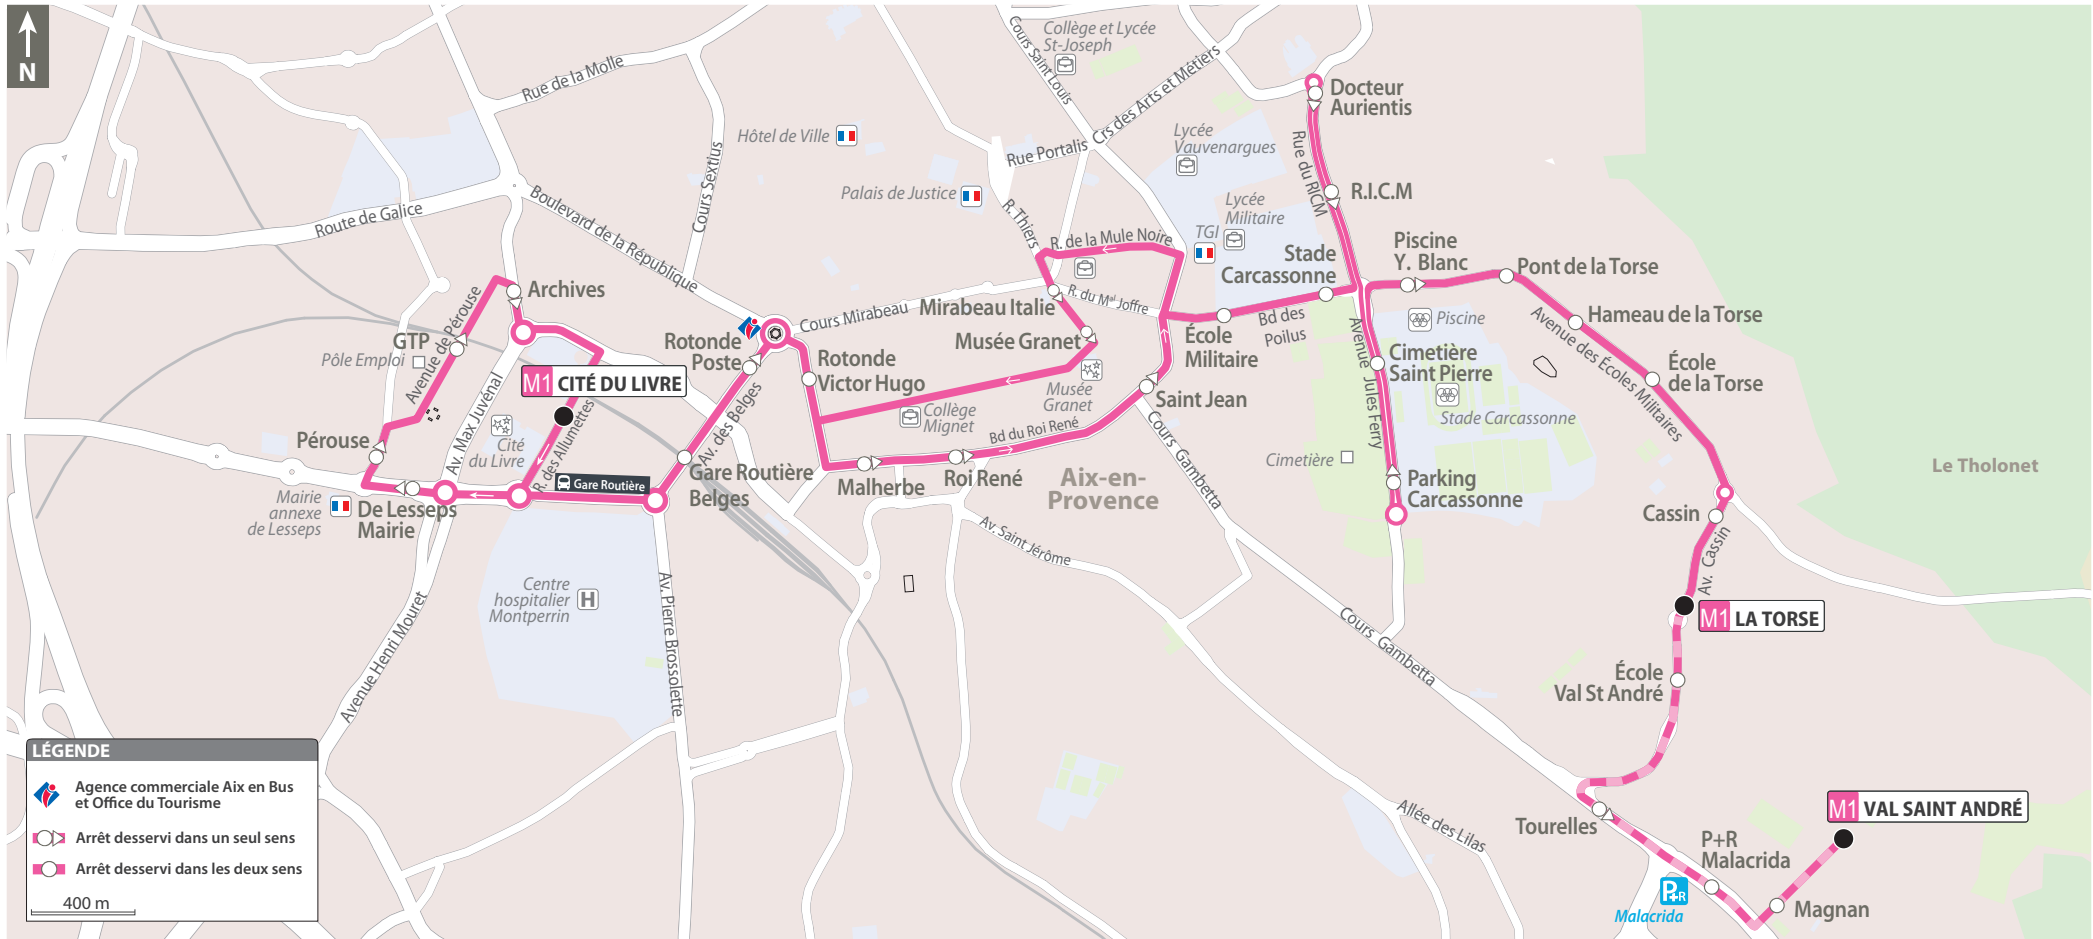 N
Collège et Lycée
St-Joseph
Cours Saint Louis
Rue de la Molle
Crs des Arts et Métiers
Docteur
Aurientis
Hôtel de Ville
Cours Sextius
Rue Portalis
Lycée
Vauvenargues
Rue du RICM
R.I.C.M
Palais de Justice
Boulevard de la République
Route de Galice
R. Thiers
Lycée
Militaire
TGI
R. de la Mule Noire
Stade
Carcassonne
Piscine
Y. Blanc
Pont de la Torse
Archives
Avenue de Pérouse
Cours Mirabeau
Mirabeau Italie
R. du Mal Joffre
École
Militaire
Bd des
Poilus
Piscine
Hameau de la Torse
Avenue des Écoles Militaires
GTP
Pôle Emploi
Rotonde
Poste
Rotonde
Victor Hugo
Musée Granet
Musée
Granet
Avenue Jules Ferry
Cimetière
Saint Pierre
Stade Carcassonne
École
de la Torse
M1 CITÉ DU LIVRE
Av. Max Juvénal
R. des Allumettes
Av. des Belges
Collège
Mignet
Saint Jean
Bd du Roi René
Cours Gambetta
Pérouse
Cité
du Livre
Gare Routière
Gare Routière
Belges
Malherbe
Roi René
Aix-en-
Provence
Cimetière
Parking
Carcassonne
Le Tholonet
Mairie
annexe
de Lesseps
De Lesseps
Mairie
Cassin
Av. Cassin
Av. Saint Jérôme
Centre
hospitalier
Montperrin
H
Avenue Henri Mouret
Av. Pierre Brossolette
Cours Gambetta
M1 LA TORSE
École
Val St André
LÉGENDE
Agence commerciale Aix en Bus
et Office du Tourisme
Arrêt desservi dans un seul sens
Arrêt desservi dans les deux sens
400 m
Allée des Lilas
Tourelles
P+R
Malacrida
M1 VAL SAINT ANDRÉ
P+R
Malacrida
Magnan